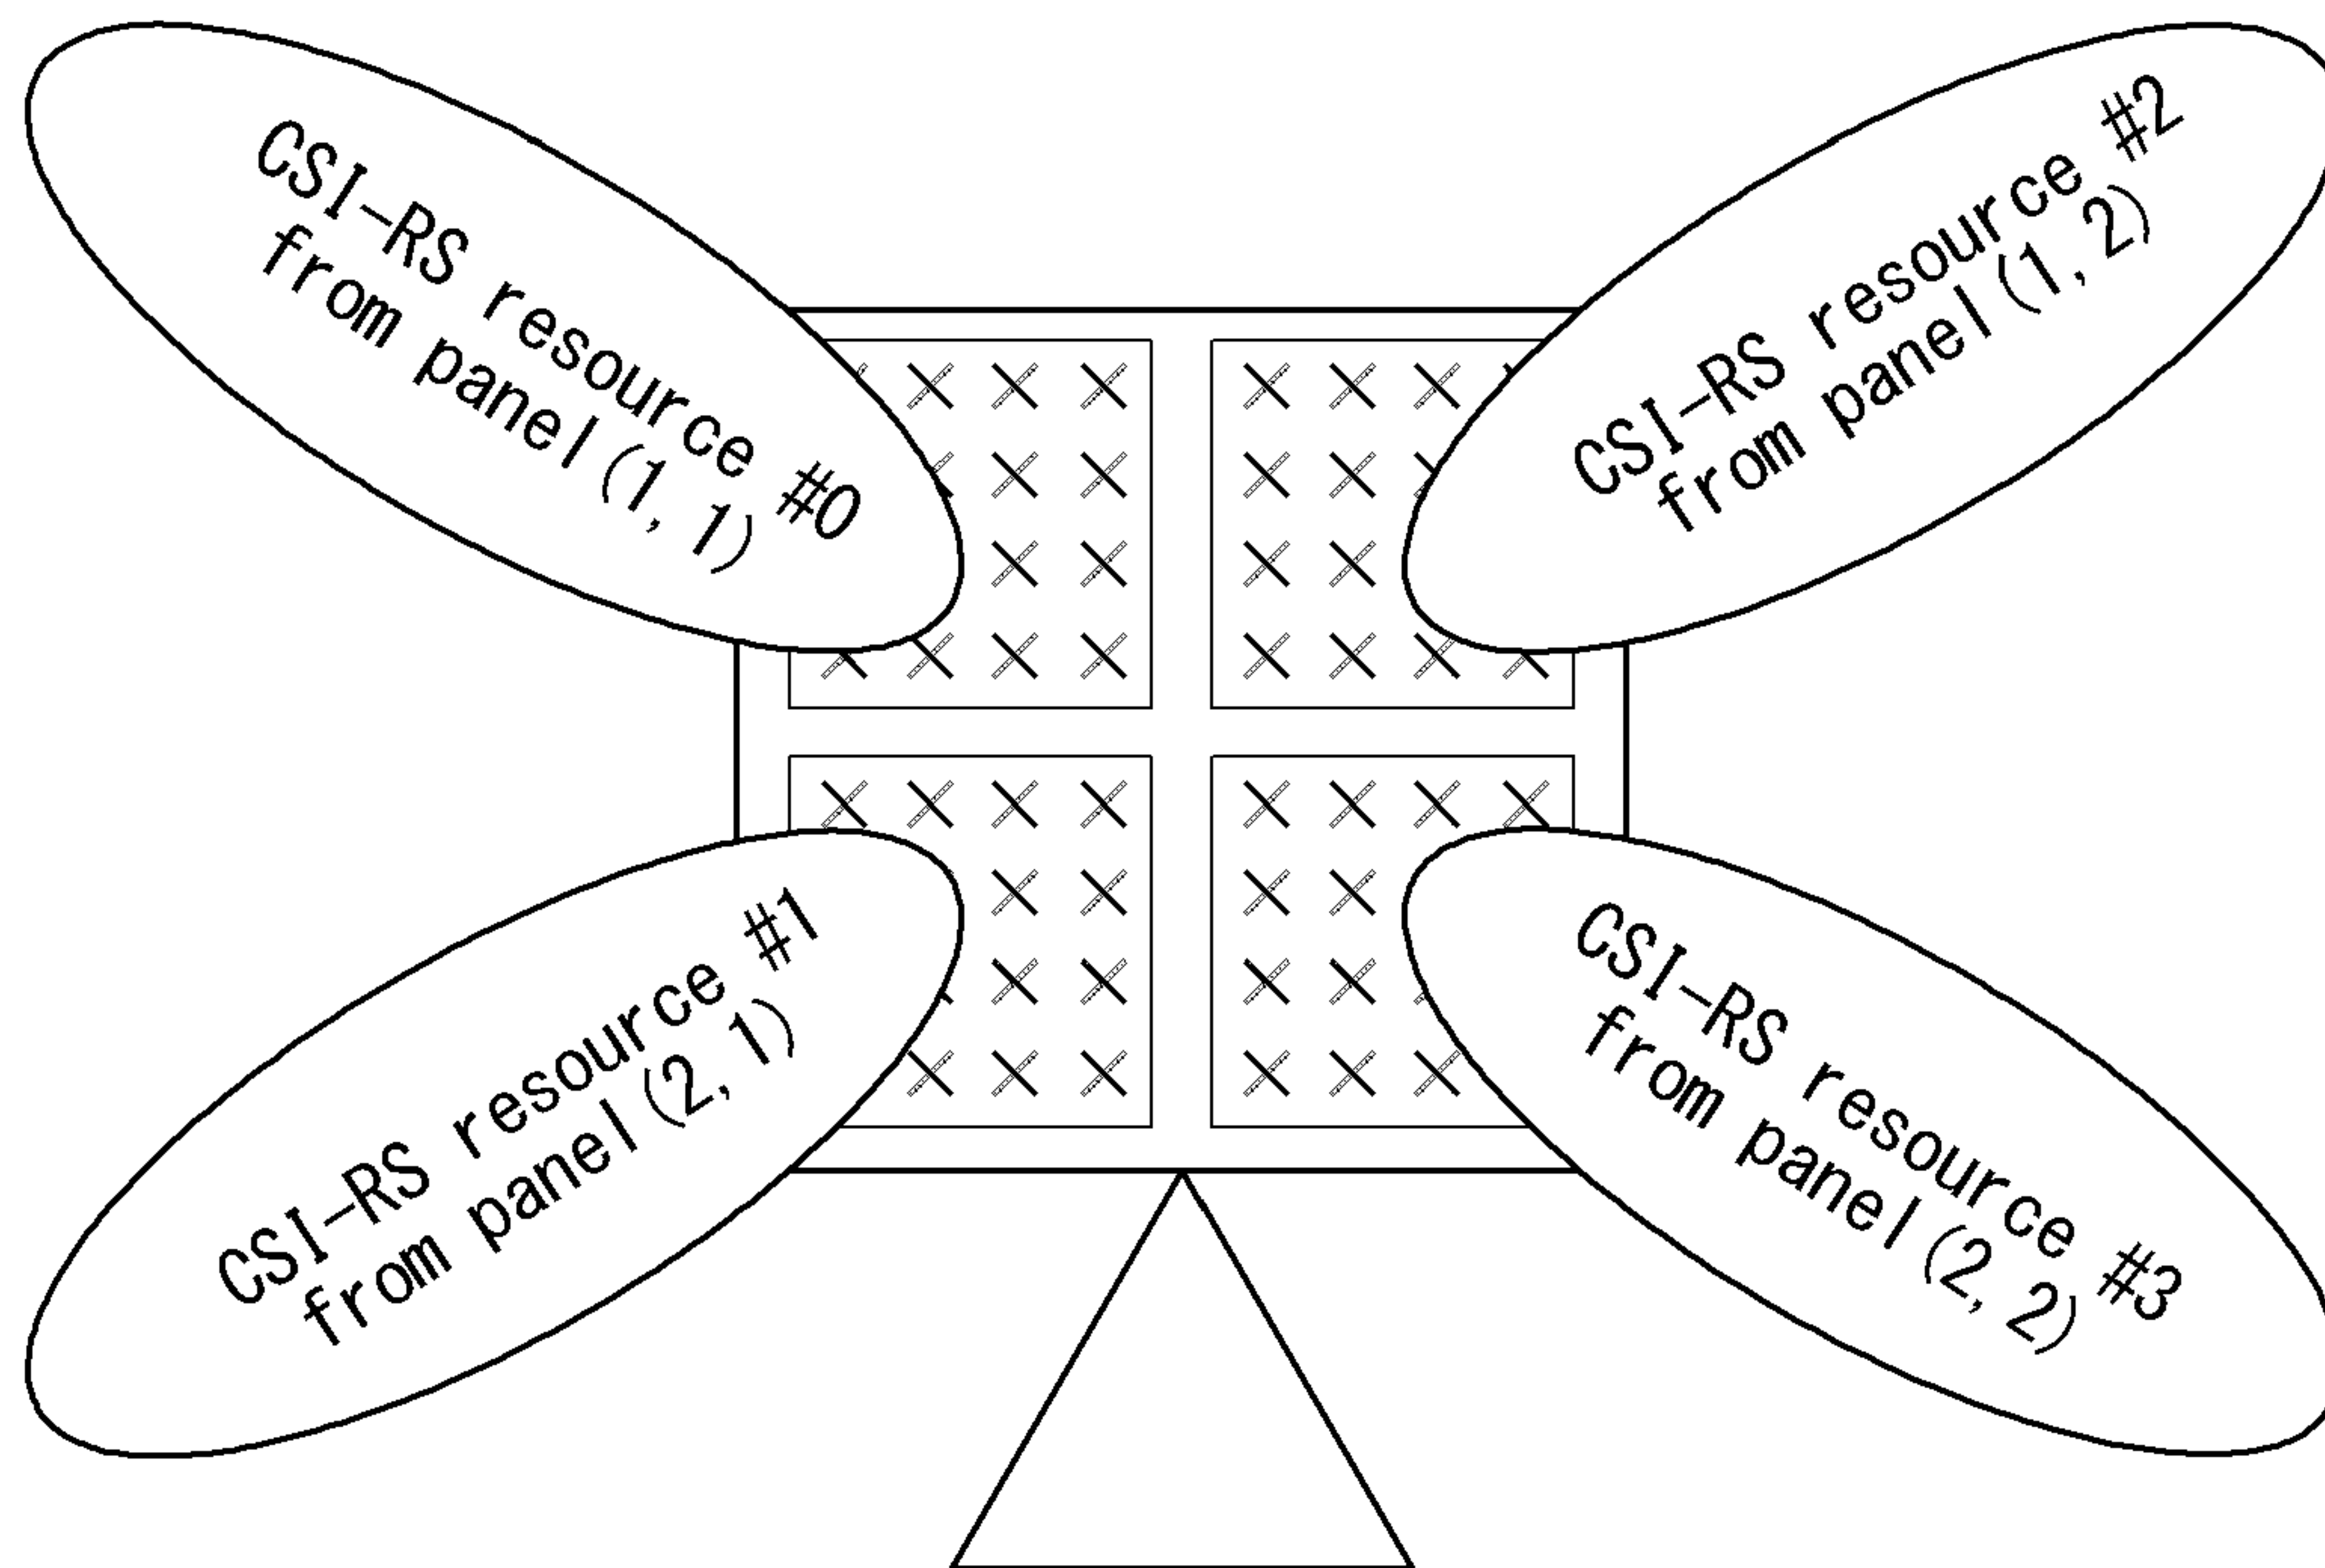 CSI-RS resource #0
from panel (1, 1)
CSI-RS resource #2
from panel (1, 2)
CSI-RS resource #1
from panel (2, 1)
CSI-RS resource #3
from panel (2, 2)